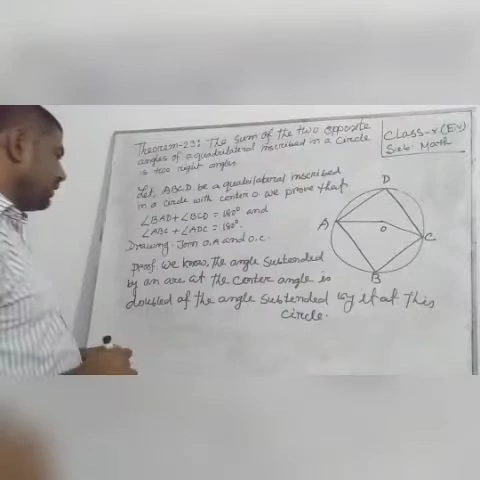 Theorem-23: The sum of the two opposite
angles of a quadrilateral inscribed in a circle
is two right angles
Class-x (EV)
Sub: Math
Let ABCD be a quadrilateral inscribed
in a circle with center O. we prove that
∠BAD+∠BCD = 180° and
∠ABC + ∠ADC = 180°.
Drawing: Join O,A and O,C.
Proof: we know, the angle subtended
by an arc at the center angle is
doubled of the angle subtended by it at this
circle.
D
A
O
C
B